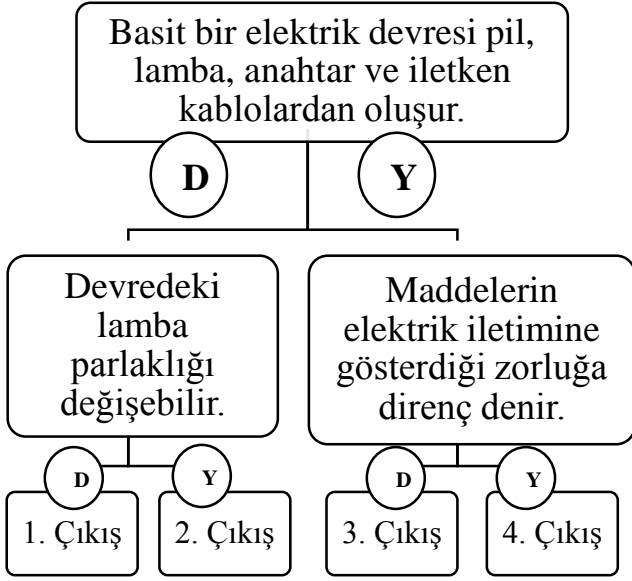 Basit bir elektrik devresi pil,
lamba, anahtar ve iletken
kablolardan oluşur.
D Y
Devredeki
lamba
parlaklığı
değişebilir.
Maddelerin
elektrik iletimine
gösterdiği zorluğa
direnç denir.
D Y D Y
1. Çıkış 2. Çıkış 3. Çıkış 4. Çıkış